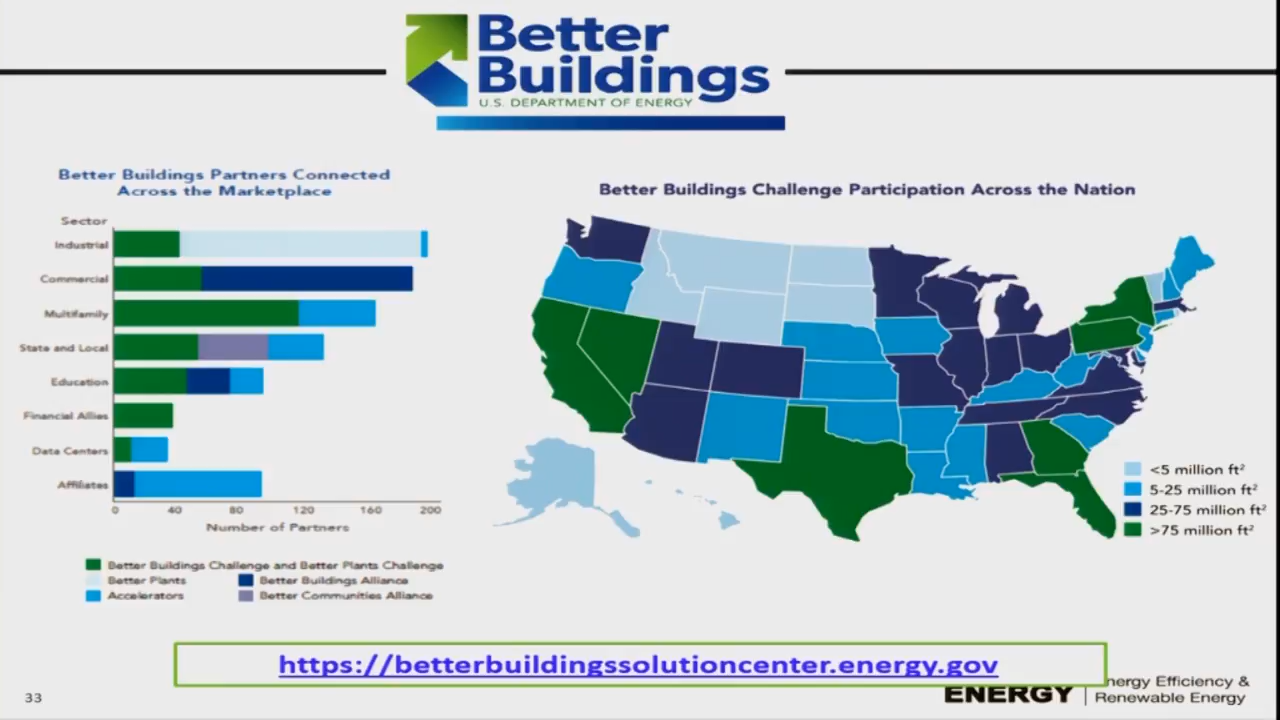 Better
Buildings
U.S. DEPARTMENT OF ENERGY
Better Buildings Partners Connected
Across the Marketplace
Sector
Industrial
Commercial
Multifamily
State and Local
Education
Financial Allies
Data Centers
Affiliates
0 40 80 120 160 200
Number of Partners
Better Buildings Challenge and Better Plants Challenge
Better Plants Better Buildings Alliance
Accelerators Better Communities Alliance
Better Buildings Challenge Participation Across the Nation
<5 million ft²
5-25 million ft²
25-75 million ft²
>75 million ft²
https://betterbuildingssolutioncenter.energy.gov
33
ENERGY
nergy Efficiency &
Renewable Energy